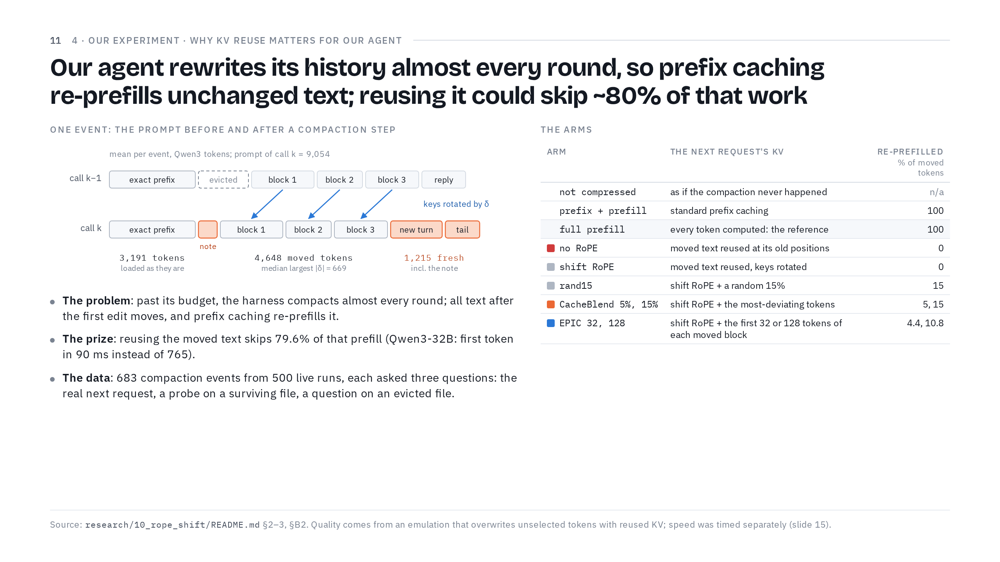 11 4 · OUR EXPERIMENT · WHY KV REUSE MATTERS FOR OUR AGENT
Our agent rewrites its history almost every round, so prefix caching
re-prefills unchanged text; reusing it could skip ~80% of that work
ONE EVENT: THE PROMPT BEFORE AND AFTER A COMPACTION STEP
mean per event, Qwen3 tokens; prompt of call k = 9,054
call k−1 exact prefix evicted block 1 block 2 block 3 reply
keys rotated by δ
call k exact prefix block 1 block 2 block 3 new turn tail
note
3,191 tokens 4,648 moved tokens 1,215 fresh
loaded as they are median largest |δ| = 669 incl. the note
• The problem: past its budget, the harness compacts almost every round; all text after
the first edit moves, and prefix caching re-prefills it.
• The prize: reusing the moved text skips 79.6% of that prefill (Qwen3-32B: first token
in 90 ms instead of 765).
• The data: 683 compaction events from 500 live runs, each asked three questions: the
real next request, a probe on a surviving file, a question on an evicted file.
THE ARMS
ARM THE NEXT REQUEST'S KV RE-PREFILLED
% of moved
tokens
not compressed as if the compaction never happened n/a
prefix + prefill standard prefix caching 100
full prefill every token computed: the reference 100
no RoPE moved text reused at its old positions 0
shift RoPE moved text reused, keys rotated 0
rand15 shift RoPE + a random 15% 15
CacheBlend 5%, 15% shift RoPE + the most-deviating tokens 5, 15
EPIC 32, 128 shift RoPE + the first 32 or 128 tokens of 4.4, 10.8
each moved block
Source: research/10_rope_shift/README.md §2–3, §B2. Quality comes from an emulation that overwrites unselected tokens with reused KV; speed was timed separately (slide 15).